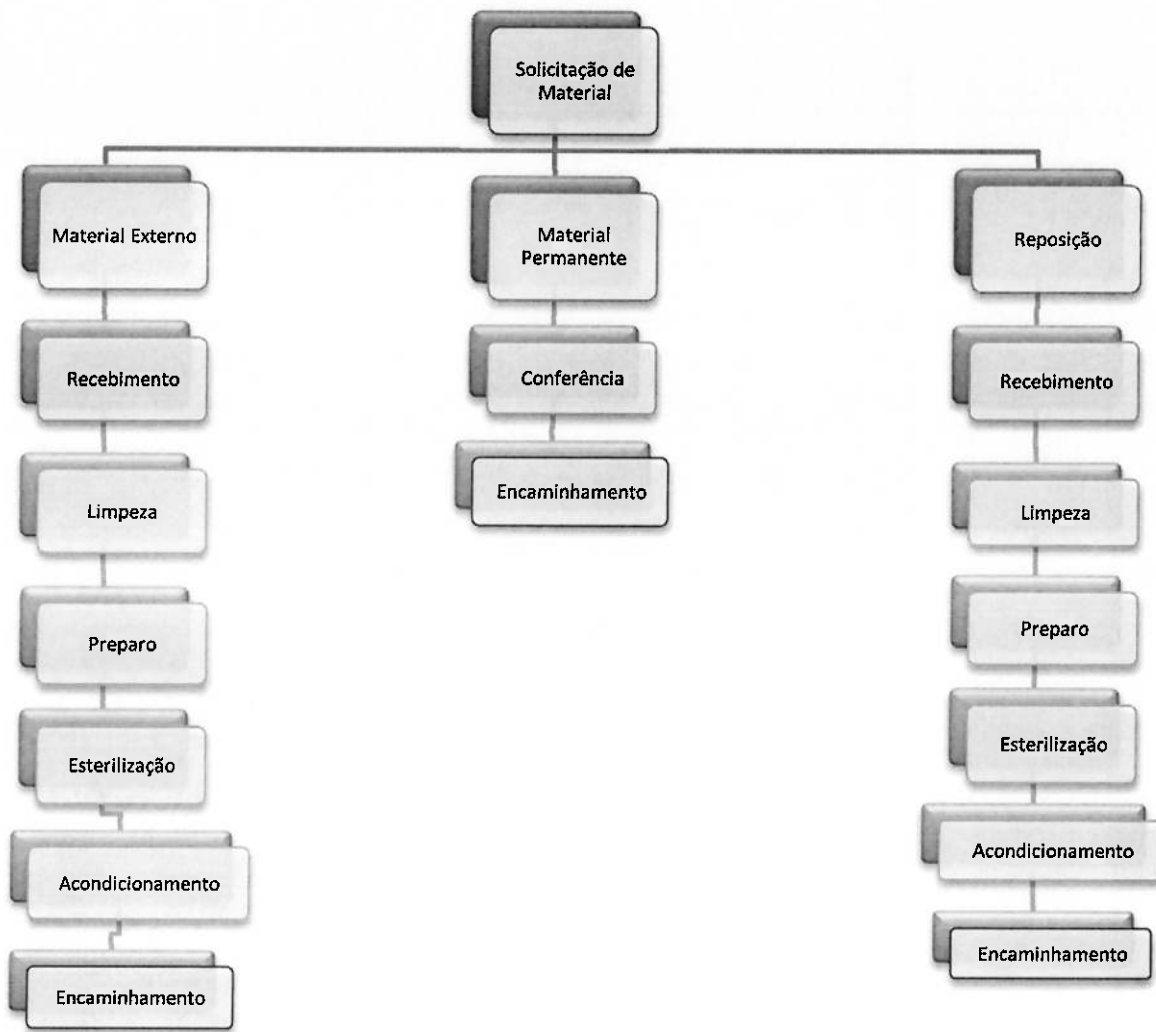 Solicitação de
Material
Material Externo
Recebimento
Limpeza
Preparo
Esterilização
Acondicionamento
Encaminhamento
Material
Permanente
Conferência
Encaminhamento
Reposição
Recebimento
Limpeza
Preparo
Esterilização
Acondicionamento
Encaminhamento